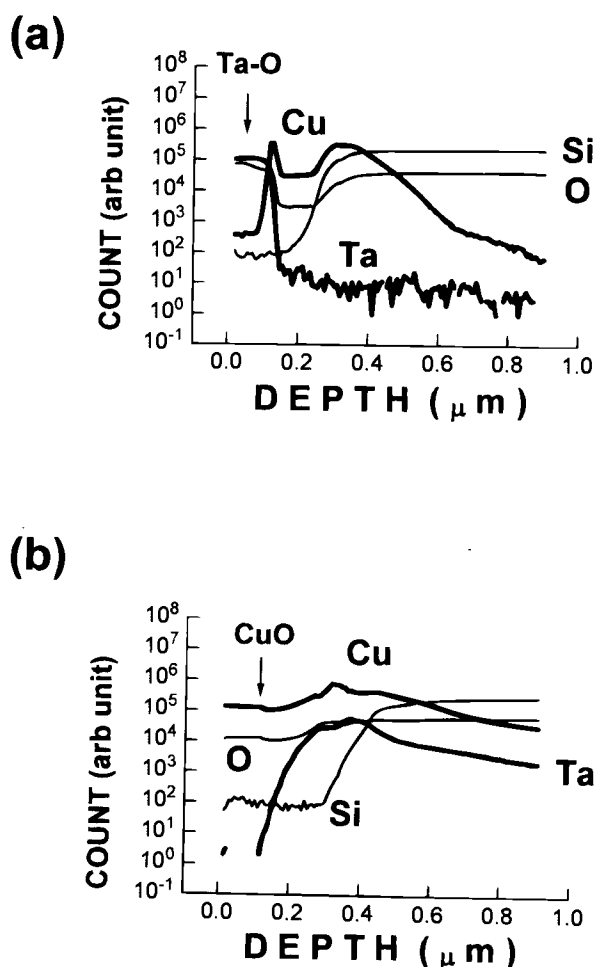 (a)
Ta-O
Cu
Si
O
Ta
COUNT (arb unit)
10⁸
10⁷
10⁶
10⁵
10⁴
10³
10²
10¹
10⁰
10⁻¹
0.0 0.2 0.4 0.6 0.8 1.0
DEPTH (μm)
(b)
CuO
Cu
O
Si
Ta
COUNT (arb unit)
10⁸
10⁷
10⁶
10⁵
10⁴
10³
10²
10¹
10⁰
10⁻¹
0.0 0.2 0.4 0.6 0.8 1.0
DEPTH (μm)